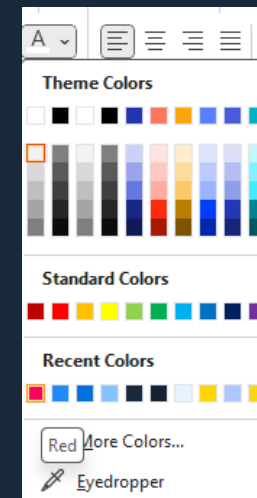 A
Theme Colors
Standard Colors
Recent Colors
More Colors...
Red
Eyedropper